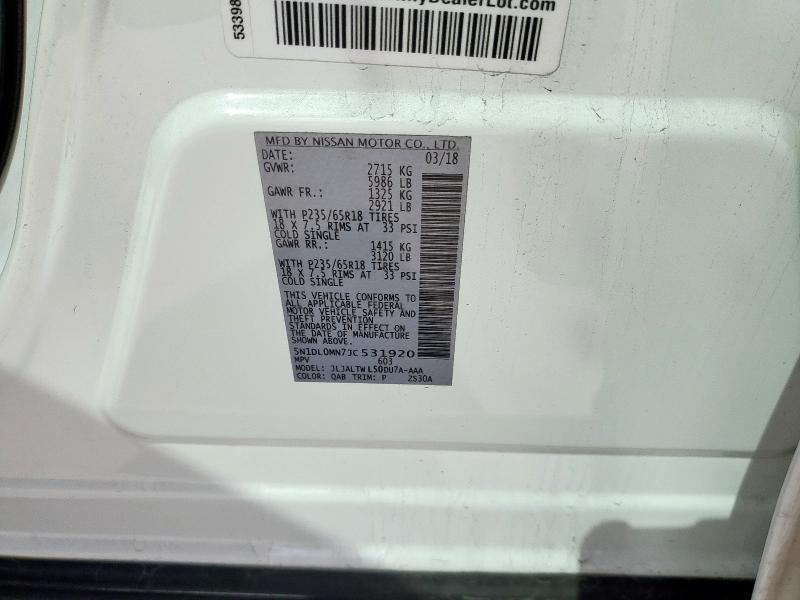 53398
DealerLot.com
MFD BY NISSAN MOTOR CO., LTD.
DATE: 03/18
GVWR: 2715 KG
5986 LB
GAWR FR.: 1325 KG
2921 LB
WITH P235/65R18 TIRES
18 X 7.5 RIMS AT 33 PSI
COLD SINGLE
GAWR RR.: 1415 KG
3120 LB
WITH P235/65R18 TIRES
18 X 7.5 RIMS AT 33 PSI
COLD SINGLE
THIS VEHICLE CONFORMS TO
ALL APPLICABLE FEDERAL
MOTOR VEHICLE SAFETY AND
THEFT PREVENTION
STANDARDS IN EFFECT ON
THE DATE OF MANUFACTURE
SHOWN ABOVE.
5N1DL0MN7JC531920
MPV 603
MODEL: JLJALTWL50DU7A-AAA
COLOR: QAB TRIM: P ZS30A